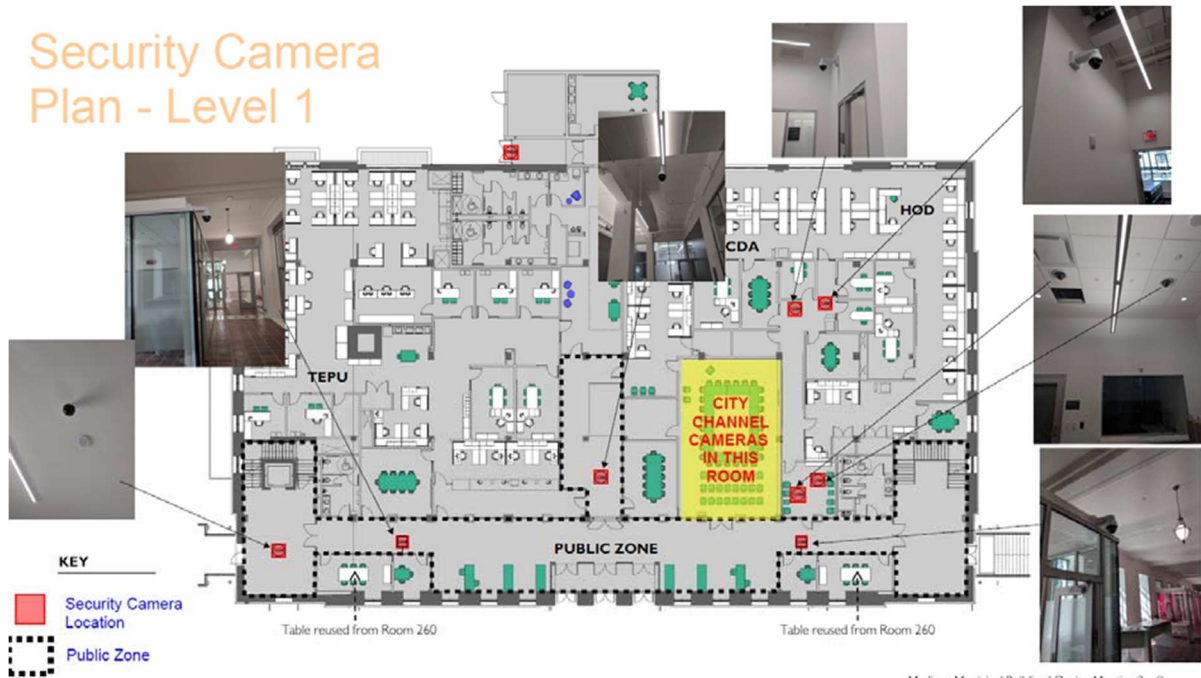 Security Camera
Plan - Level 1
HOD
CDA
TEPU
CITY
CHANNEL
CAMERAS
IN THIS
ROOM
PUBLIC ZONE
KEY
Security Camera
Location
Public Zone
Table reused from Room 260
Table reused from Room 260